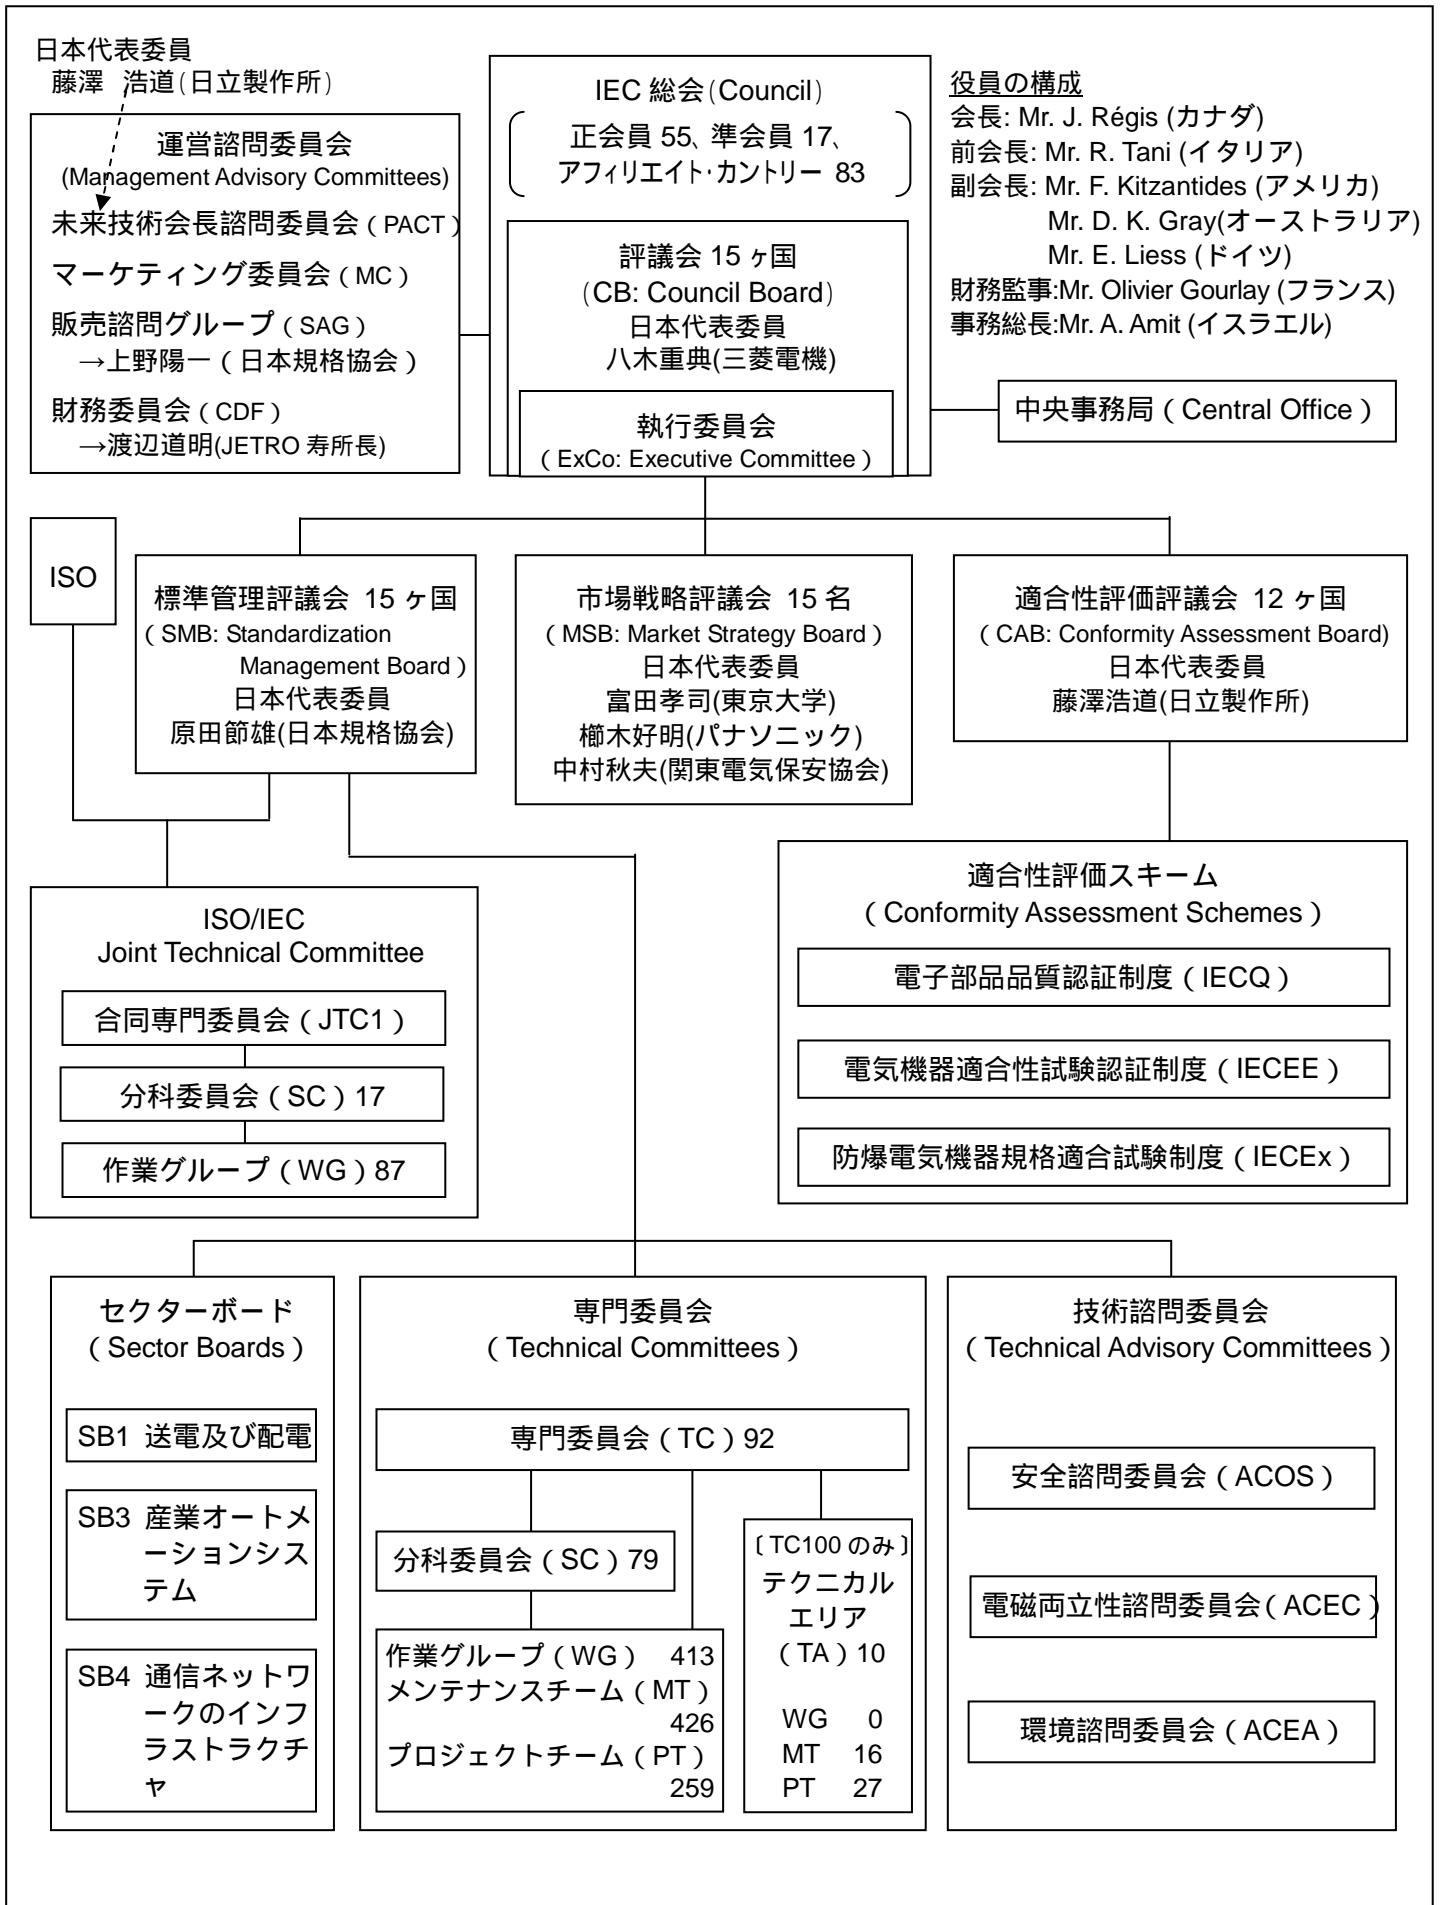 日本代表委員
藤澤 浩道(日立製作所)
運営諮問委員会
(Management Advisory Committees)
未来技術会長諮問委員会(PACT)
マーケティング委員会(MC)
販売諮問グループ(SAG)
→上野陽一(日本規格協会)
財務委員会(CDF)
→渡辺道明(JETRO 寿所長)
IEC 総会(Council)
正会員 55、準会員 17、
アフィリエイト・カントリー 83
評議会 15 ヶ国
(CB: Council Board)
日本代表委員
八木重典(三菱電機)
執行委員会
(ExCo: Executive Committee)
役員の構成
会長: Mr. J. Régis (カナダ)
前会長: Mr. R. Tani (イタリア)
副会長: Mr. F. Kitzantides (アメリカ)
Mr. D. K. Gray(オーストラリア)
Mr. E. Liess (ドイツ)
財務監事:Mr. Olivier Gourlay (フランス)
事務総長:Mr. A. Amit (イスラエル)
中央事務局(Central Office)
ISO
標準管理評議会 15 ヶ国
(SMB: Standardization
Management Board)
日本代表委員
原田節雄(日本規格協会)
市場戦略評議会 15 名
(MSB: Market Strategy Board)
日本代表委員
富田孝司(東京大学)
櫛木好明(パナソニック)
中村秋夫(関東電気保安協会)
適合性評価評議会 12 ヶ国
(CAB: Conformity Assessment Board)
日本代表委員
藤澤浩道(日立製作所)
ISO/IEC
Joint Technical Committee
合同専門委員会(JTC1)
分科委員会(SC)17
作業グループ(WG)87
適合性評価スキーム
(Conformity Assessment Schemes)
電子部品品質認証制度(IECQ)
電気機器適合性試験認証制度(IECEE)
防爆電気機器規格適合試験制度(IECEx)
セクターボード
(Sector Boards)
SB1 送電及び配電
SB3 産業オートメ
ーションシス
テム
SB4 通信ネットワ
ークのインフ
ラストラクチ
ャ
専門委員会
(Technical Committees)
専門委員会(TC)92
分科委員会(SC)79
作業グループ(WG) 413
メンテナンスチーム(MT)
426
プロジェクトチーム(PT)
259
〔TC100 のみ〕
テクニカル
エリア
(TA)10
WG 0
MT 16
PT 27
技術諮問委員会
(Technical Advisory Committees)
安全諮問委員会(ACOS)
電磁両立性諮問委員会(ACEC)
環境諮問委員会(ACEA)